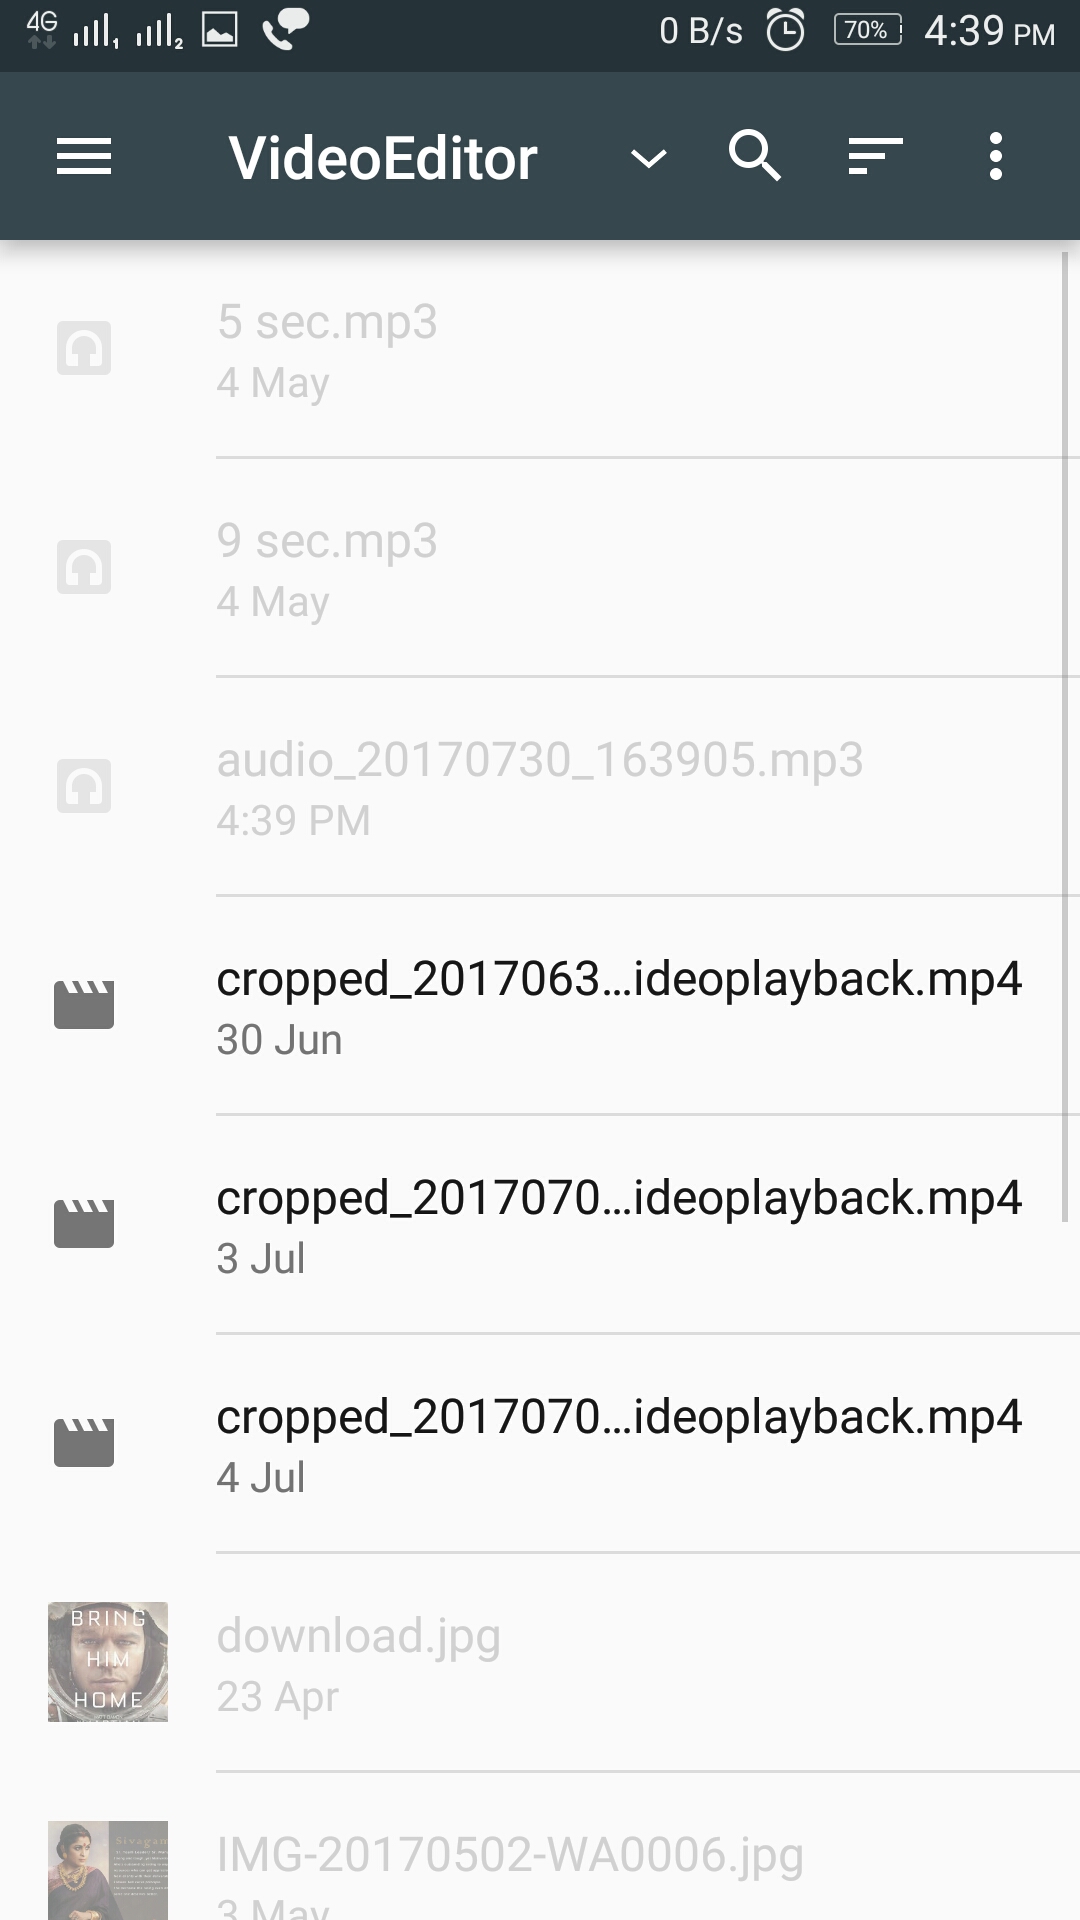 4G 1 2 0 B/s 70% 4:39 PM
VideoEditor
5 sec.mp3
4 May
9 sec.mp3
4 May
audio_20170730_163905.mp3
4:39 PM
cropped_2017063…ideoplayback.mp4
30 Jun
cropped_2017070…ideoplayback.mp4
3 Jul
cropped_2017070…ideoplayback.mp4
4 Jul
BRING
HIM
HOME
download.jpg
23 Apr
IMG-20170502-WA0006.jpg
3 May